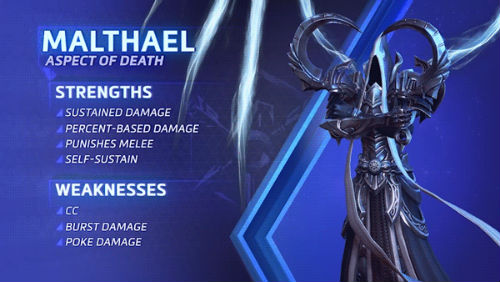 MALTHAEL
ASPECT OF DEATH
STRENGTHS
SUSTAINED DAMAGE
PERCENT-BASED DAMAGE
PUNISHES MELEE
SELF-SUSTAIN
WEAKNESSES
CC
BURST DAMAGE
POKE DAMAGE